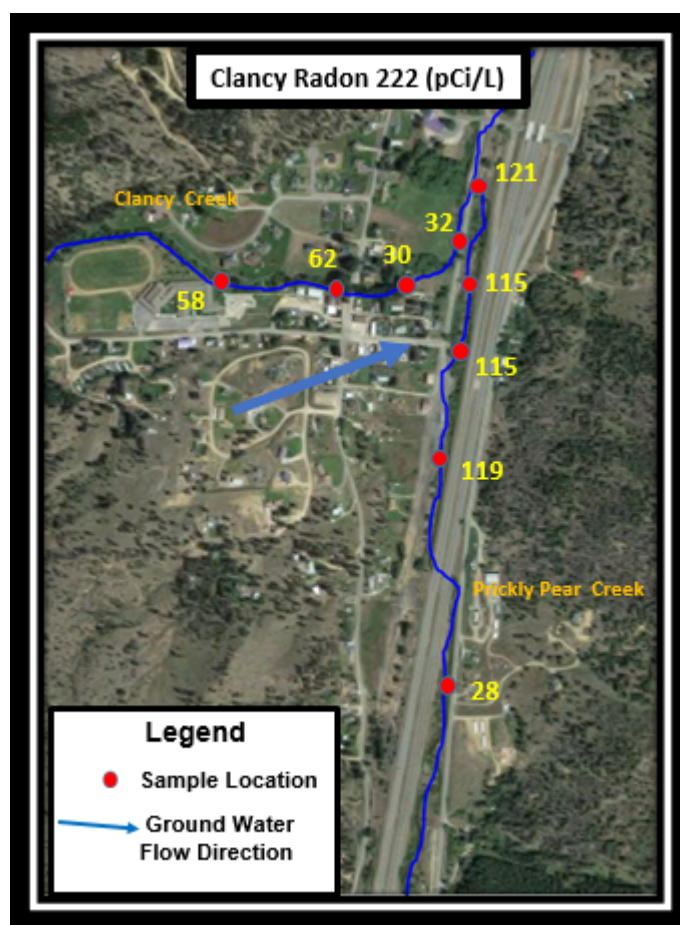 Clancy Radon 222 (pCi/L)
121
Clancy Creek
32
62
30
58
115
115
119
Prickly Pear Creek
28
Legend
Sample Location
Ground Water
Flow Direction